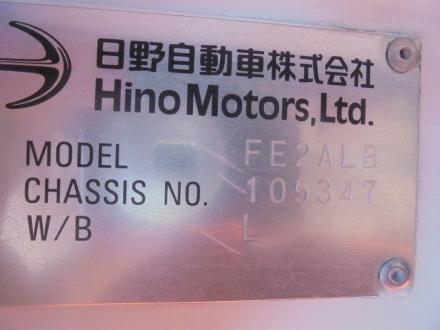 日野自動車株式会社
Hino Motors, Ltd.
MODEL FE2ALB
CHASSIS NO. 105347
W/B L